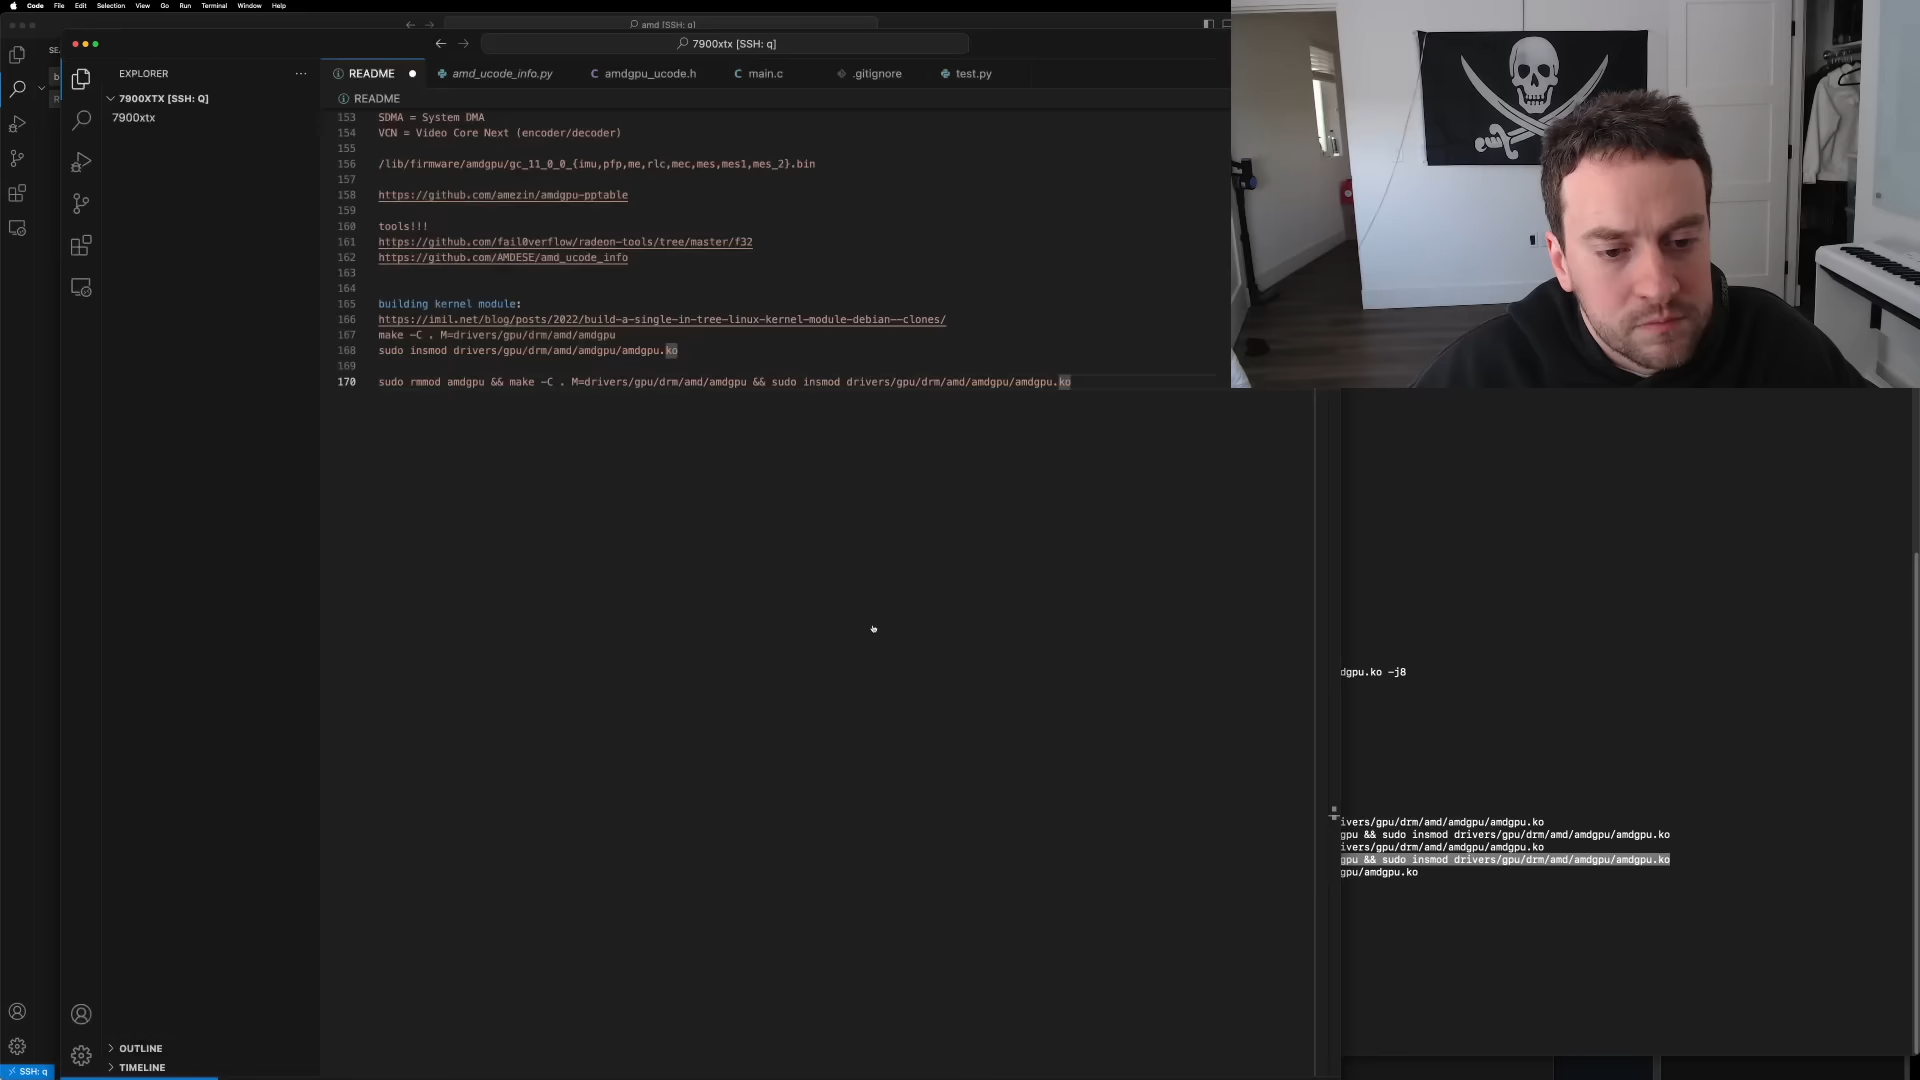 Code File Edit Selection View Go Run Terminal Window Help
amd [SSH: q]
7900xtx [SSH: q]
EXPLORER
7900XTX [SSH: Q]
7900xtx
README
amd_ucode_info.py
amdgpu_ucode.h
main.c
.gitignore
test.py
README
153 SDMA = System DMA
154 VCN = Video Core Next (encoder/decoder)
155
156 /lib/firmware/amdgpu/gc_11_0_0_{imu,pfp,me,rlc,mec,mes,mes1,mes_2}.bin
157
158 https://github.com/amezin/amdgpu-pptable
159
160 tools!!!
161 https://github.com/fail0verflow/radeon-tools/tree/master/f32
162 https://github.com/AMDESE/amd_ucode_info
163
164
165 building kernel module:
166 https://imil.net/blog/posts/2022/build-a-single-in-tree-linux-kernel-module-debian--clones/
167 make -C . M=drivers/gpu/drm/amd/amdgpu
168 sudo insmod drivers/gpu/drm/amd/amdgpu/amdgpu.ko
169
170 sudo rmmod amdgpu && make -C . M=drivers/gpu/drm/amd/amdgpu && sudo insmod drivers/gpu/drm/amd/amdgpu/amdgpu.ko
dgpu.ko -j8
ivers/gpu/drm/amd/amdgpu/amdgpu.ko
gpu && sudo insmod drivers/gpu/drm/amd/amdgpu/amdgpu.ko
ivers/gpu/drm/amd/amdgpu/amdgpu.ko
gpu && sudo insmod drivers/gpu/drm/amd/amdgpu/amdgpu.ko
gpu/amdgpu.ko
OUTLINE
TIMELINE
SSH: q